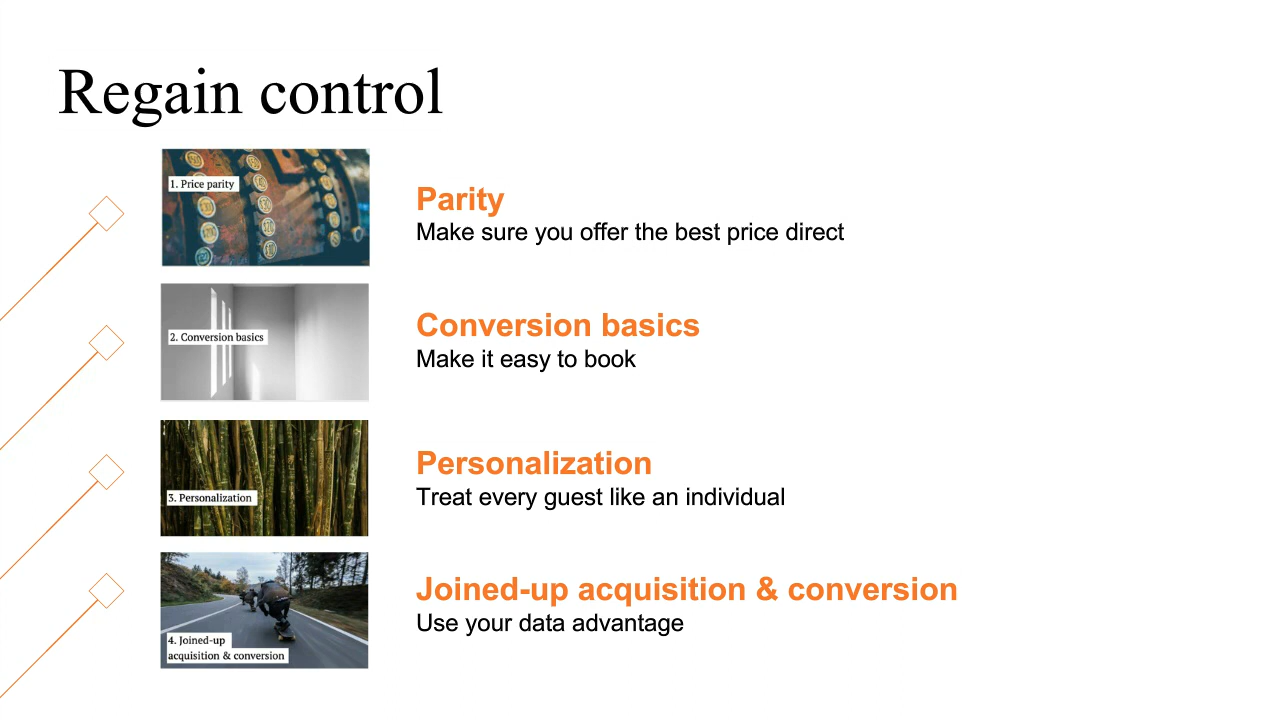 Regain control
1. Price parity
Parity
Make sure you offer the best price direct
2. Conversion basics
Conversion basics
Make it easy to book
3. Personalization
Personalization
Treat every guest like an individual
4. Joined-up
acquisition & conversion
Joined-up acquisition & conversion
Use your data advantage